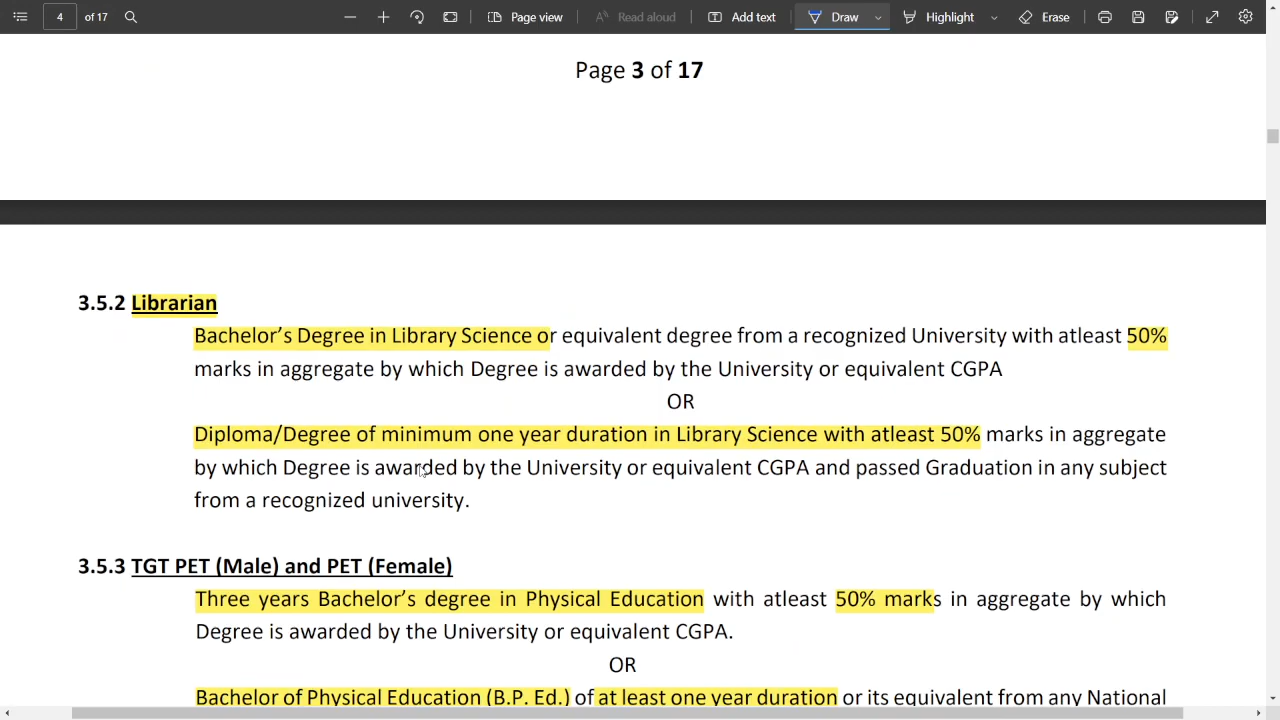 4 of 17 Page view Read aloud Add text Draw Highlight Erase
Page 3 of 17
3.5.2 Librarian
Bachelor’s Degree in Library Science or equivalent degree from a recognized University with atleast 50%
marks in aggregate by which Degree is awarded by the University or equivalent CGPA
OR
Diploma/Degree of minimum one year duration in Library Science with atleast 50% marks in aggregate
by which Degree is awarded by the University or equivalent CGPA and passed Graduation in any subject
from a recognized university.
3.5.3 TGT PET (Male) and PET (Female)
Three years Bachelor’s degree in Physical Education with atleast 50% marks in aggregate by which
Degree is awarded by the University or equivalent CGPA.
OR
Bachelor of Physical Education (B.P. Ed.) of at least one year duration or its equivalent from any National